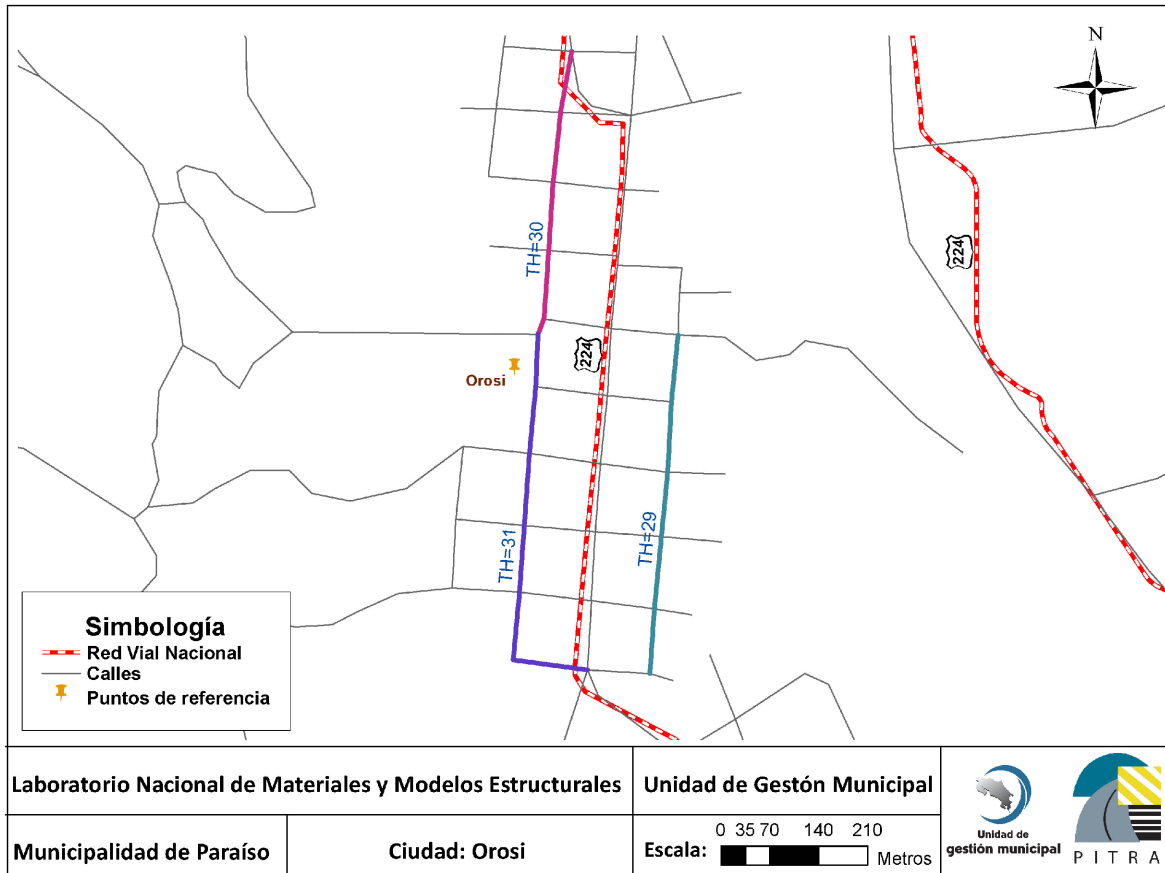 N
TH=30
224
224
Orosi
TH=31
TH=29
Simbología
Red Vial Nacional
Calles
Puntos de referencia
Laboratorio Nacional de Materiales y Modelos Estructurales
Unidad de Gestión Municipal
Municipalidad de Paraíso
Ciudad: Orosi
Escala:
0 35 70 140 210
Metros
Unidad de
gestión municipal
PITRA